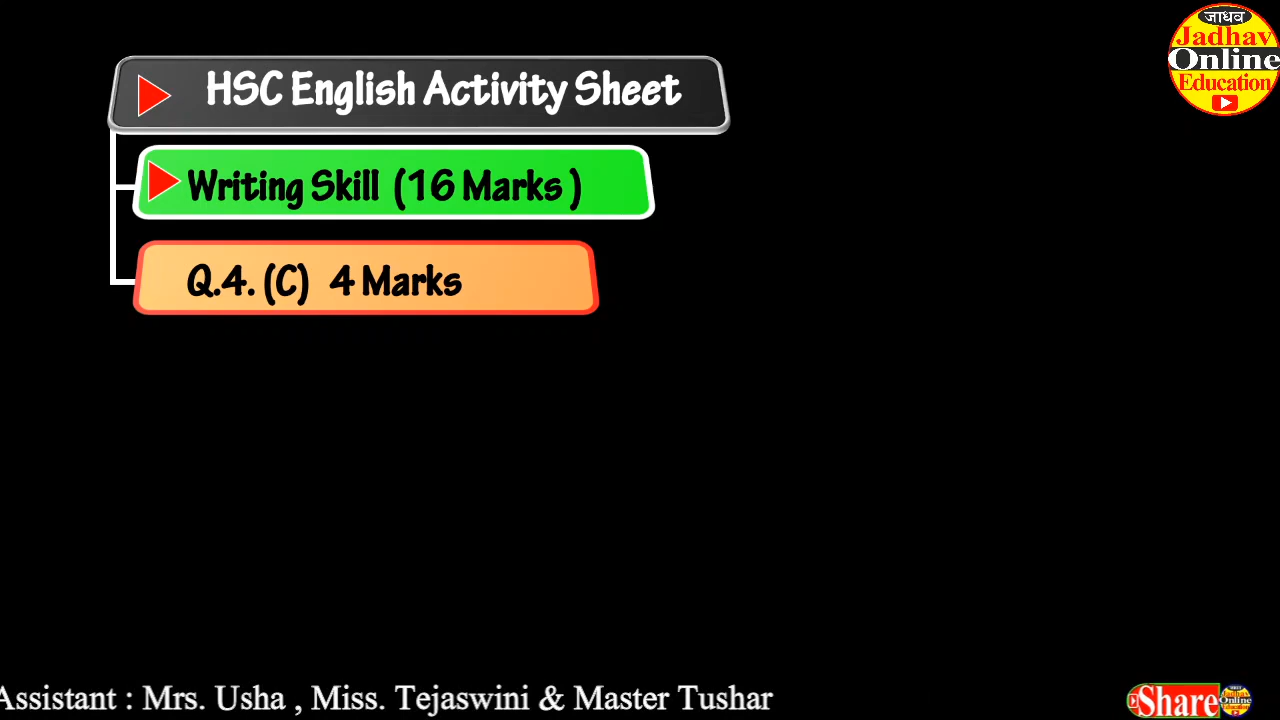 जाधव
Jadhav
Online
Education
HSC English Activity Sheet
Writing Skill (16 Marks )
Q.4. (C) 4 Marks
Assistant : Mrs. Usha , Miss. Tejaswini & Master Tushar
Share
Online